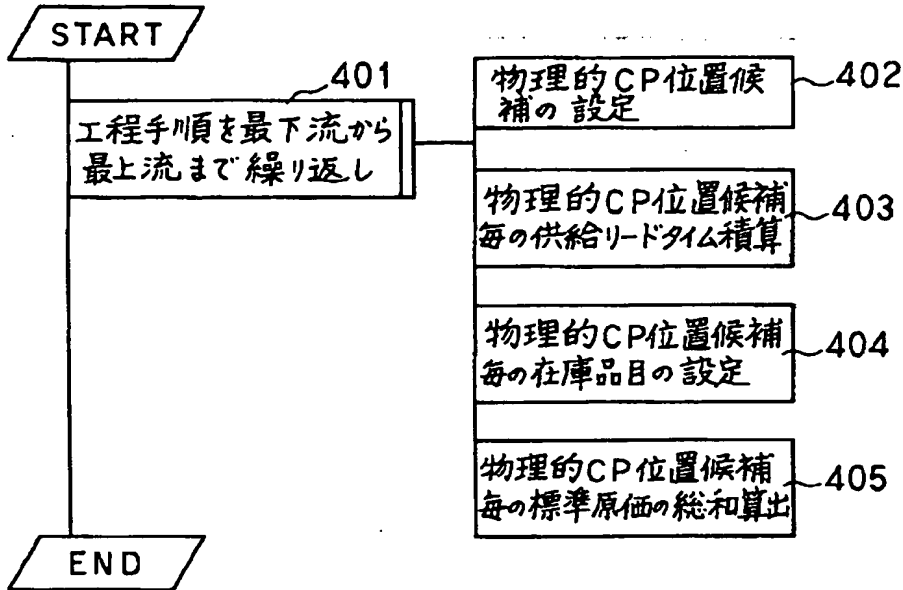 START
401
工程手順を最下流から
最上流まで繰り返し
物理的CP位置候
補の設定
402
物理的CP位置候補
毎の供給リードタイム積算
403
物理的CP位置候補
毎の在庫品目の設定
404
物理的CP位置候補
毎の標準原価の総和算出
405
END